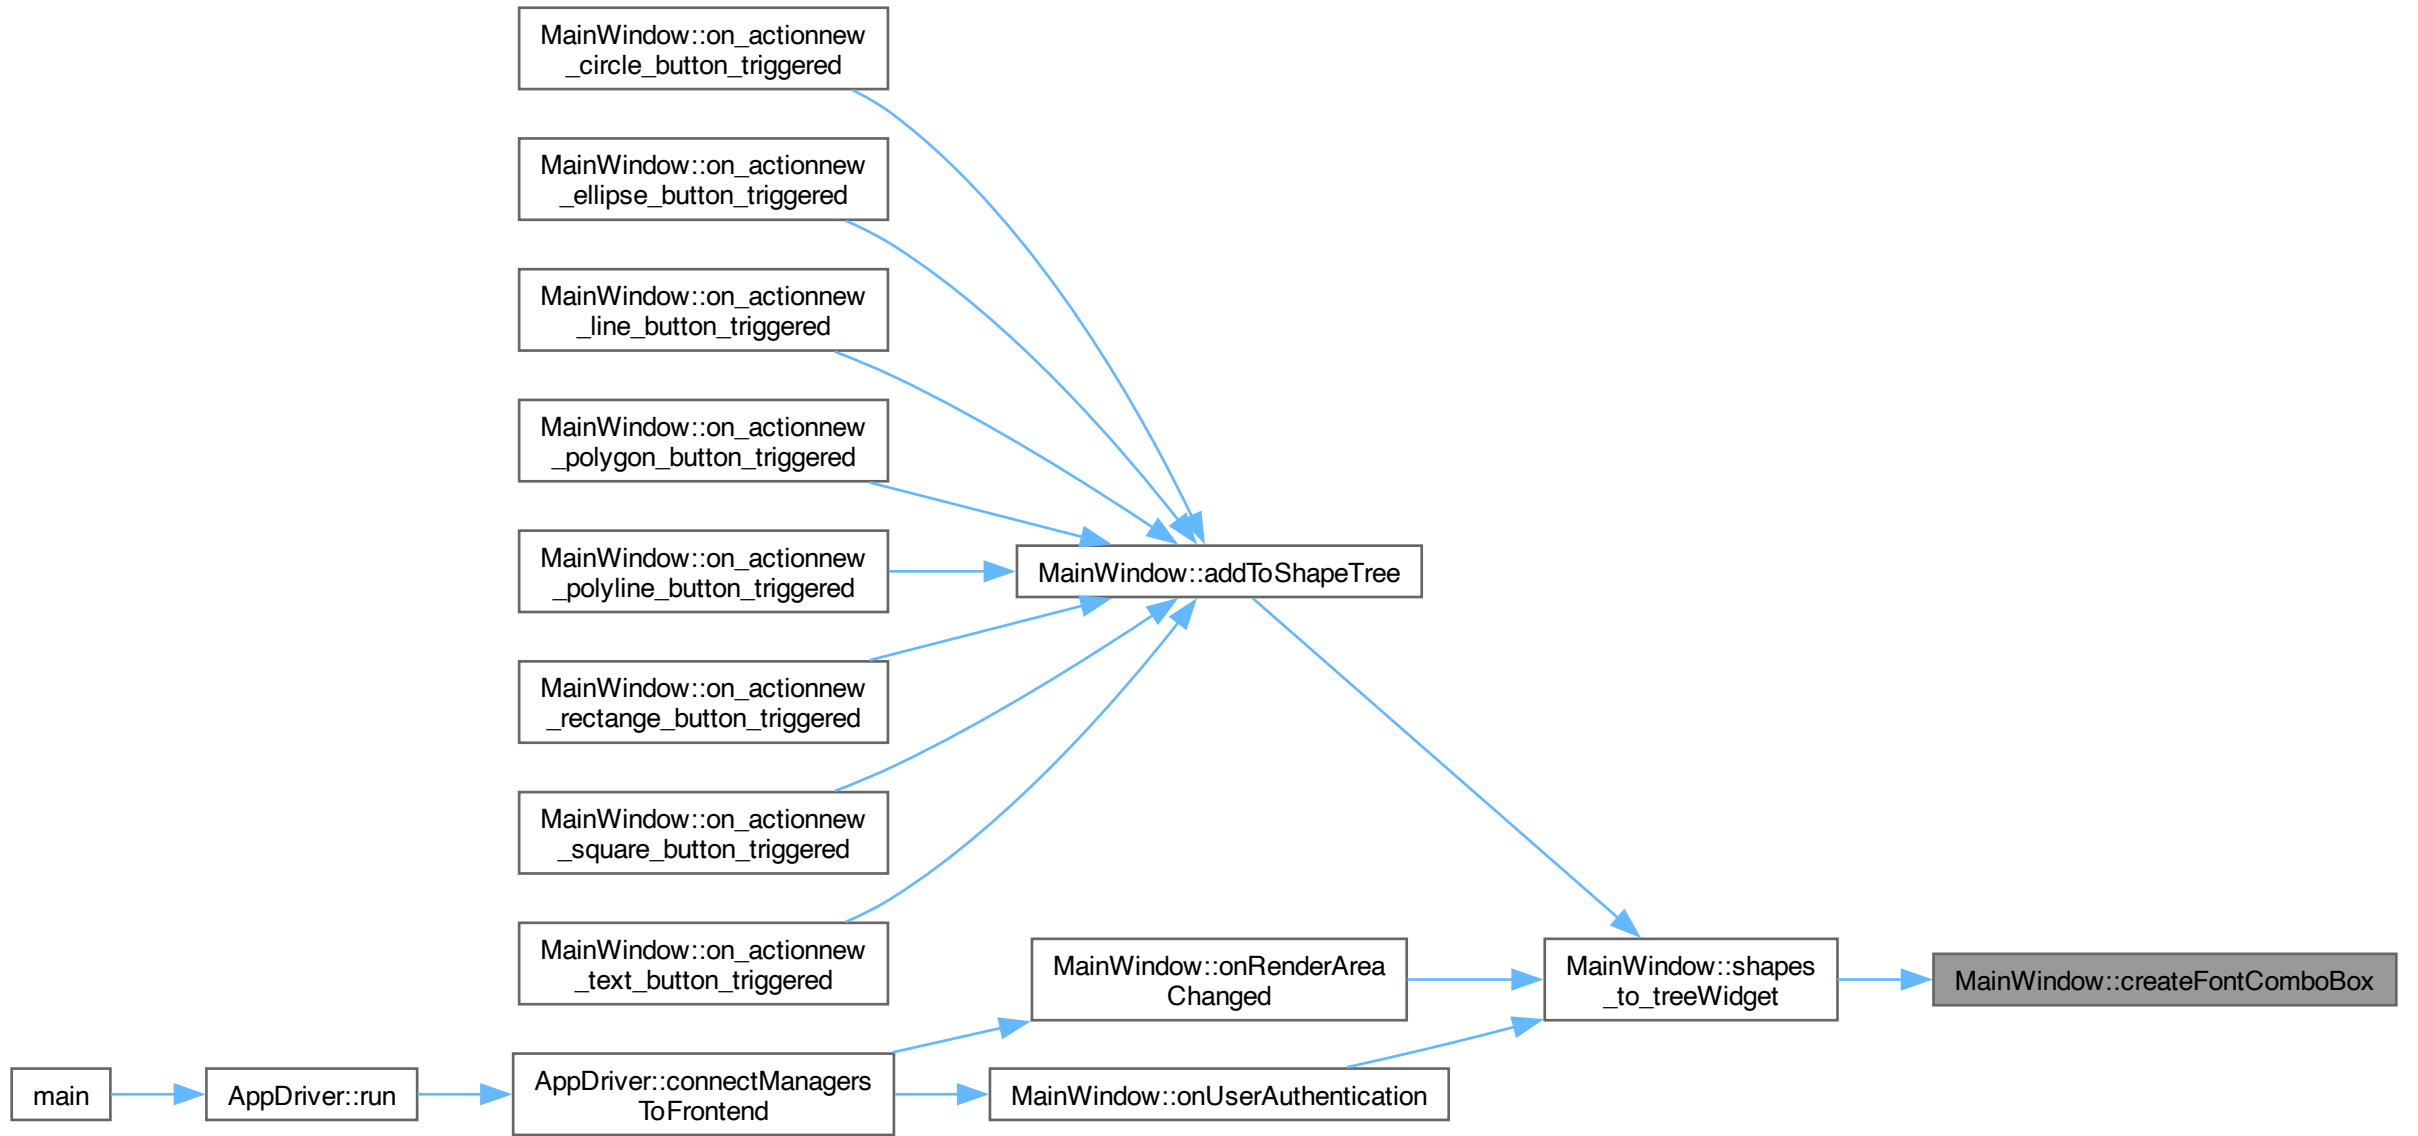 MainWindow::on_actionnew
_circle_button_triggered
MainWindow::on_actionnew
_ellipse_button_triggered
MainWindow::on_actionnew
_line_button_triggered
MainWindow::on_actionnew
_polygon_button_triggered
MainWindow::on_actionnew
_polyline_button_triggered
MainWindow::addToShapeTree
MainWindow::on_actionnew
_rectange_button_triggered
MainWindow::on_actionnew
_square_button_triggered
MainWindow::on_actionnew
_text_button_triggered
MainWindow::onRenderArea
Changed
MainWindow::shapes
_to_treeWidget
MainWindow::createFontComboBox
main
AppDriver::run
AppDriver::connectManagers
ToFrontend
MainWindow::onUserAuthentication